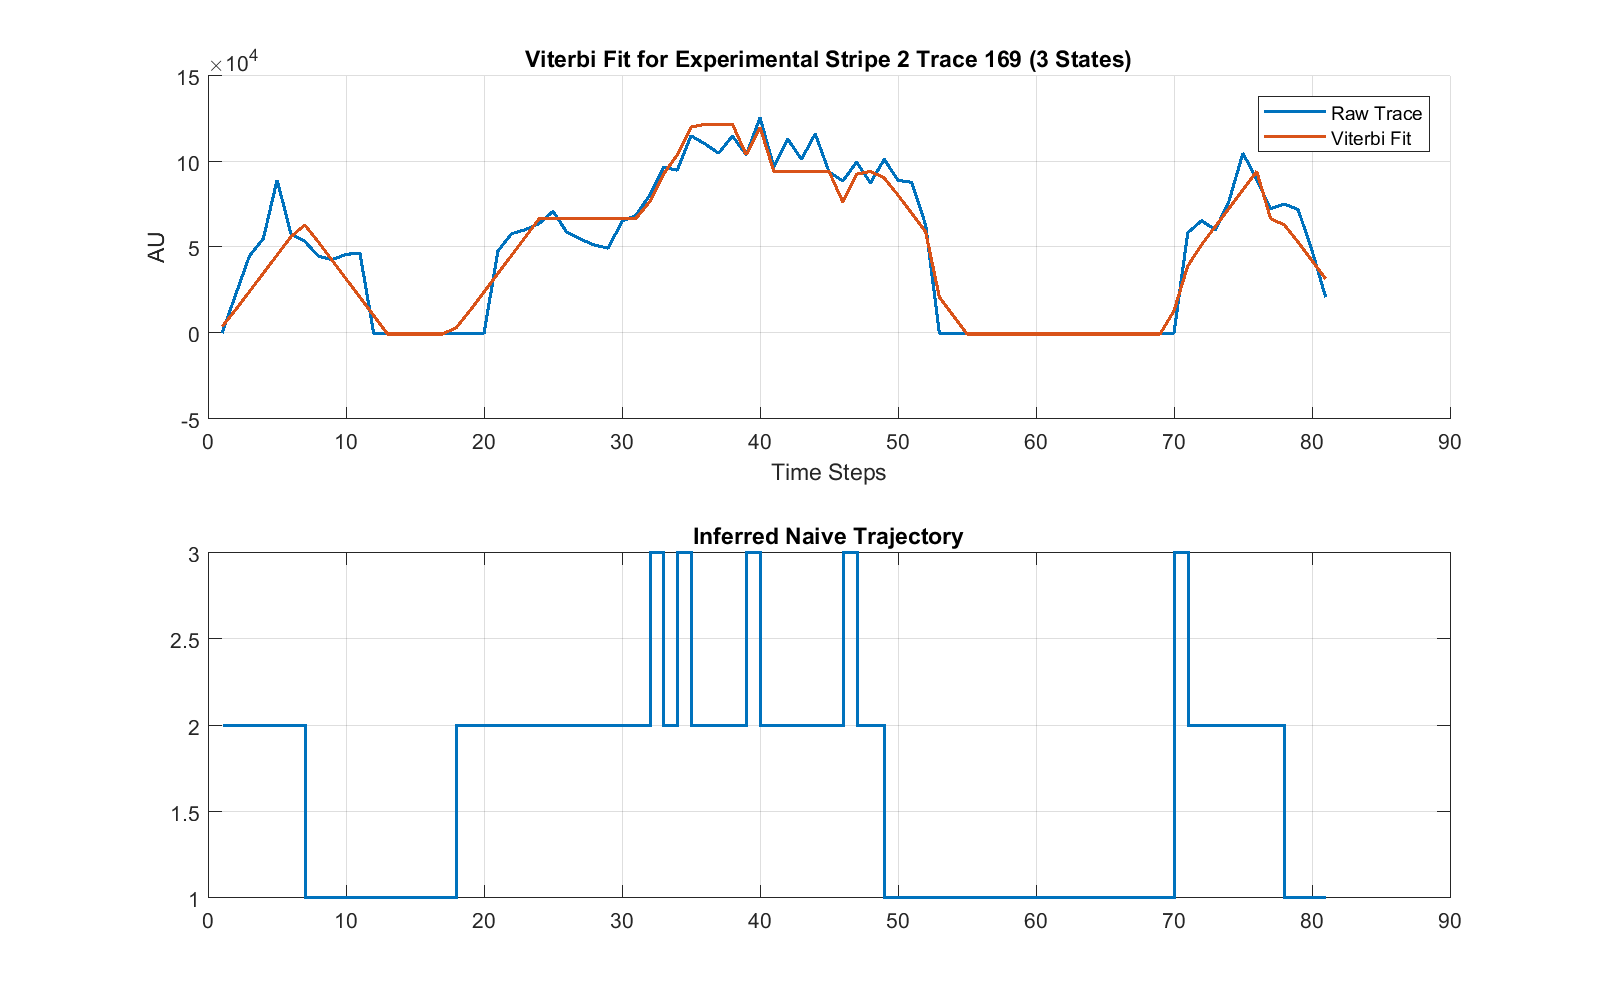 Viterbi Fit for Experimental Stripe 2 Trace 169 (3 States)
×10⁴
15
10
5
0
-5
AU
Raw Trace
Viterbi Fit
0 10 20 30 40 50 60 70 80 90
Time Steps
Inferred Naive Trajectory
3
2.5
2
1.5
1
0 10 20 30 40 50 60 70 80 90